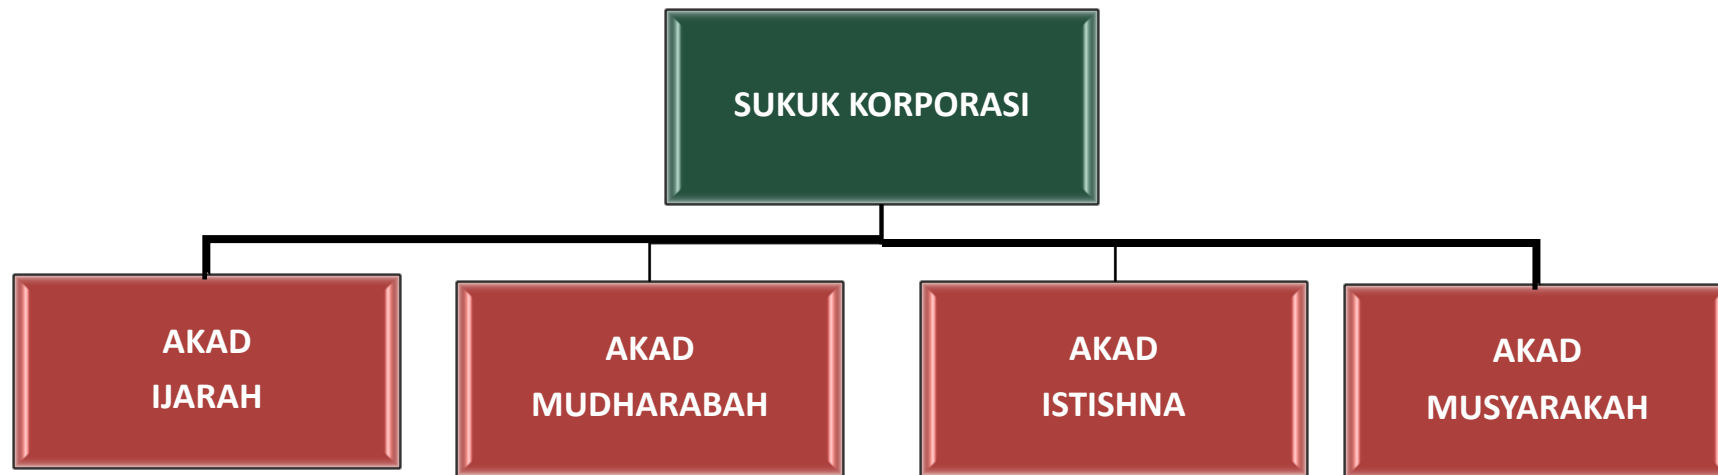 SUKUK KORPORASI
AKAD
IJARAH
AKAD
MUDHARABAH
AKAD
ISTISHNA
AKAD
MUSYARAKAH